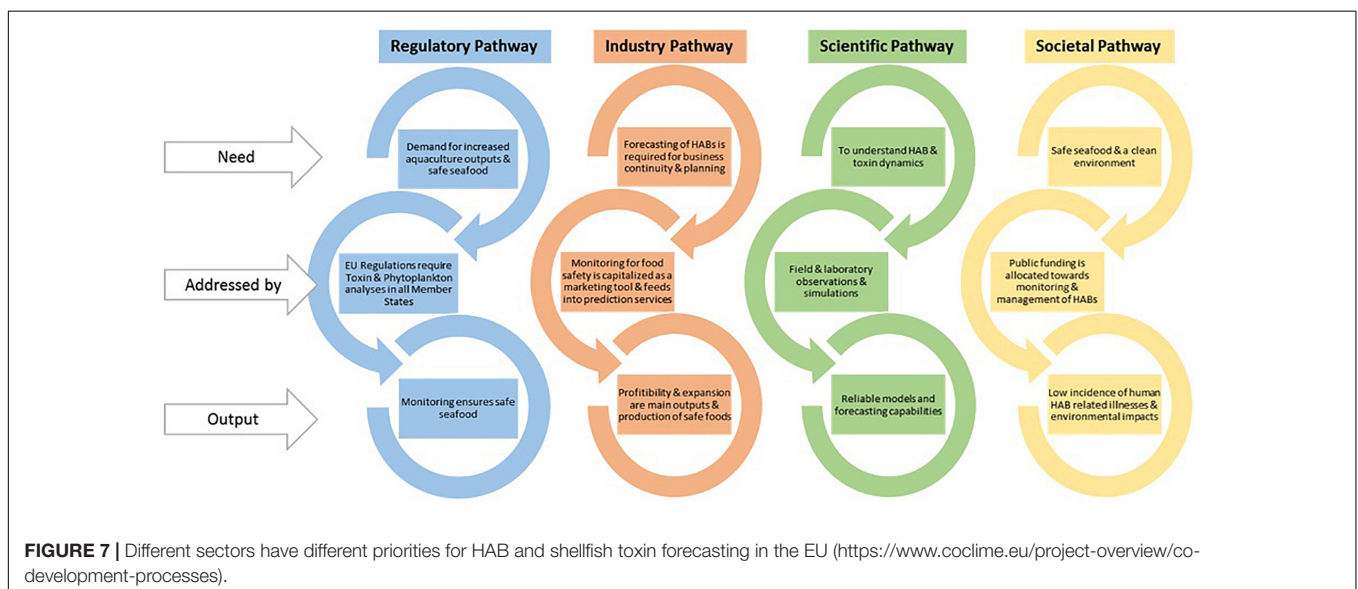 Regulatory Pathway
Industry Pathway
Scientific Pathway
Societal Pathway
Need
Demand for increased
aquaculture outputs &
safe seafood
Forecasting of HABs is
required for business
continuity & planning
To understand HAB &
toxin dynamics
Safe seafood & a clean
environment
Addressed by
EU Regulations require
Toxin & Phytoplankton
analyses in all Member
States
Monitoring for food
safety is capitalized as a
marketing tool & feeds
into prediction services
Field & laboratory
observations &
simulations
Public funding is
allocated towards
monitoring &
management of HABs
Output
Monitoring ensures safe
seafood
Profitibility & expansion
are main outputs &
production of safe foods
Reliable models and
forecasting capabilities
Low incidence of human
HAB related illnesses &
environmental impacts
FIGURE 7 | Different sectors have different priorities for HAB and shellfish toxin forecasting in the EU (https://www.coclime.eu/project-overview/co-
development-processes).